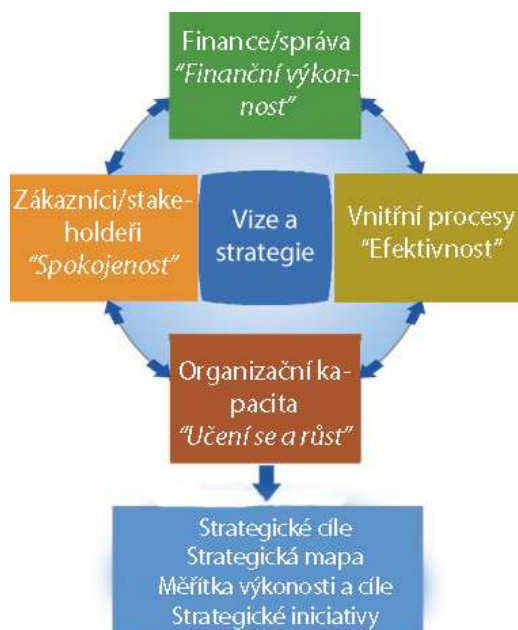 Finance/správa
"Finanční výkon-
nost"
Zákazníci/stake-
holdeři
"Spokojenost"
Vize a
strategie
Vnitřní procesy
"Efektivnost"
Organizační ka-
pacita
"Učení se a růst"
Strategické cíle
Strategická mapa
Měřítka výkonosti a cíle
Strategické iniciativy